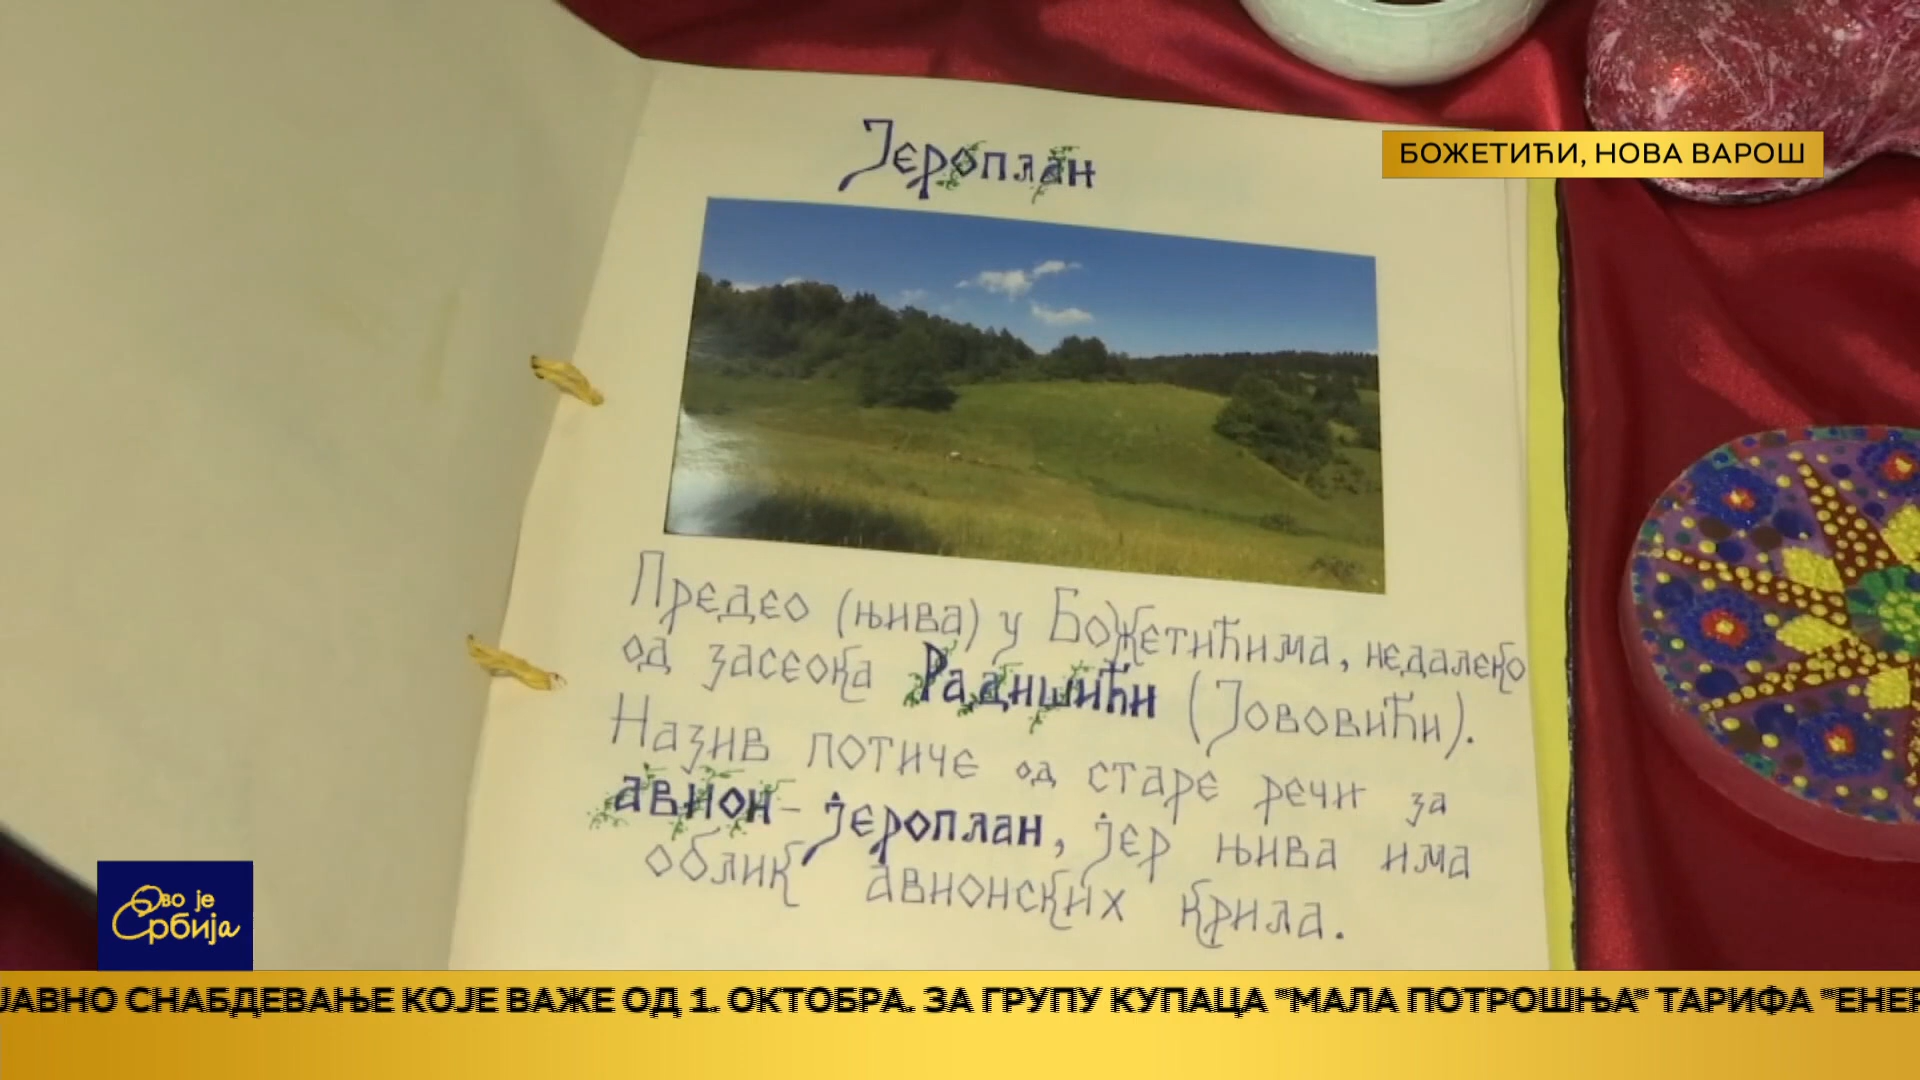 Јероплан
БОЖЕТИЋИ, НОВА ВАРОШ
Предео (њива) у Божетићима, недалеко
од засеока Радишићи (Јововићи).
Назив потиче од старе речи за
авион - јероплан, јер њива има
облик авионских крила.
Ово је
Србија
ЈАВНО СНАБДЕВАЊЕ КОЈЕ ВАЖЕ ОД 1. ОКТОБРА. ЗА ГРУПУ КУПАЦА "МАЛА ПОТРОШЊА" ТАРИФА "ЕНЕР